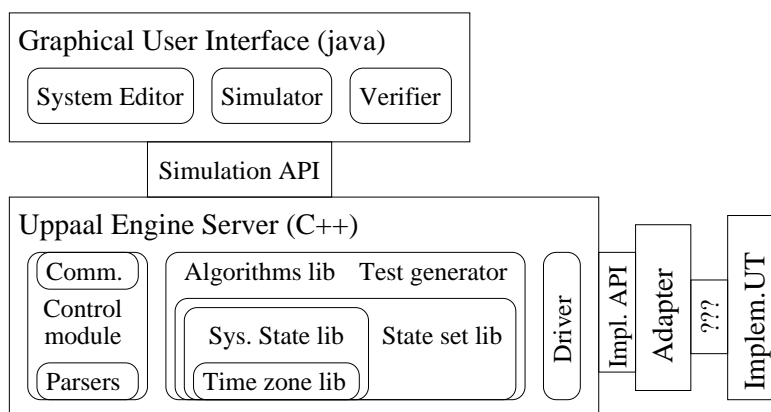 Graphical User Interface (java)
System Editor
Simulator
Verifier
Simulation API
Uppaal Engine Server (C++)
Comm.
Control
module
Parsers
Algorithms lib
Test generator
Sys. State lib
State set lib
Time zone lib
Driver
Impl. API
Adapter
???
Implem.UT